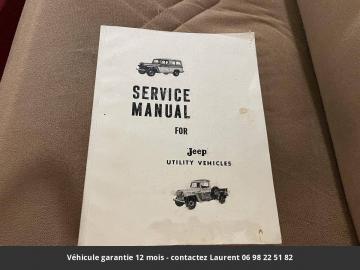 SERVICE
MANUAL
FOR
Jeep
UTILITY VEHICLES
Véhicule garantie 12 mois - contactez Laurent 06 98 22 51 82